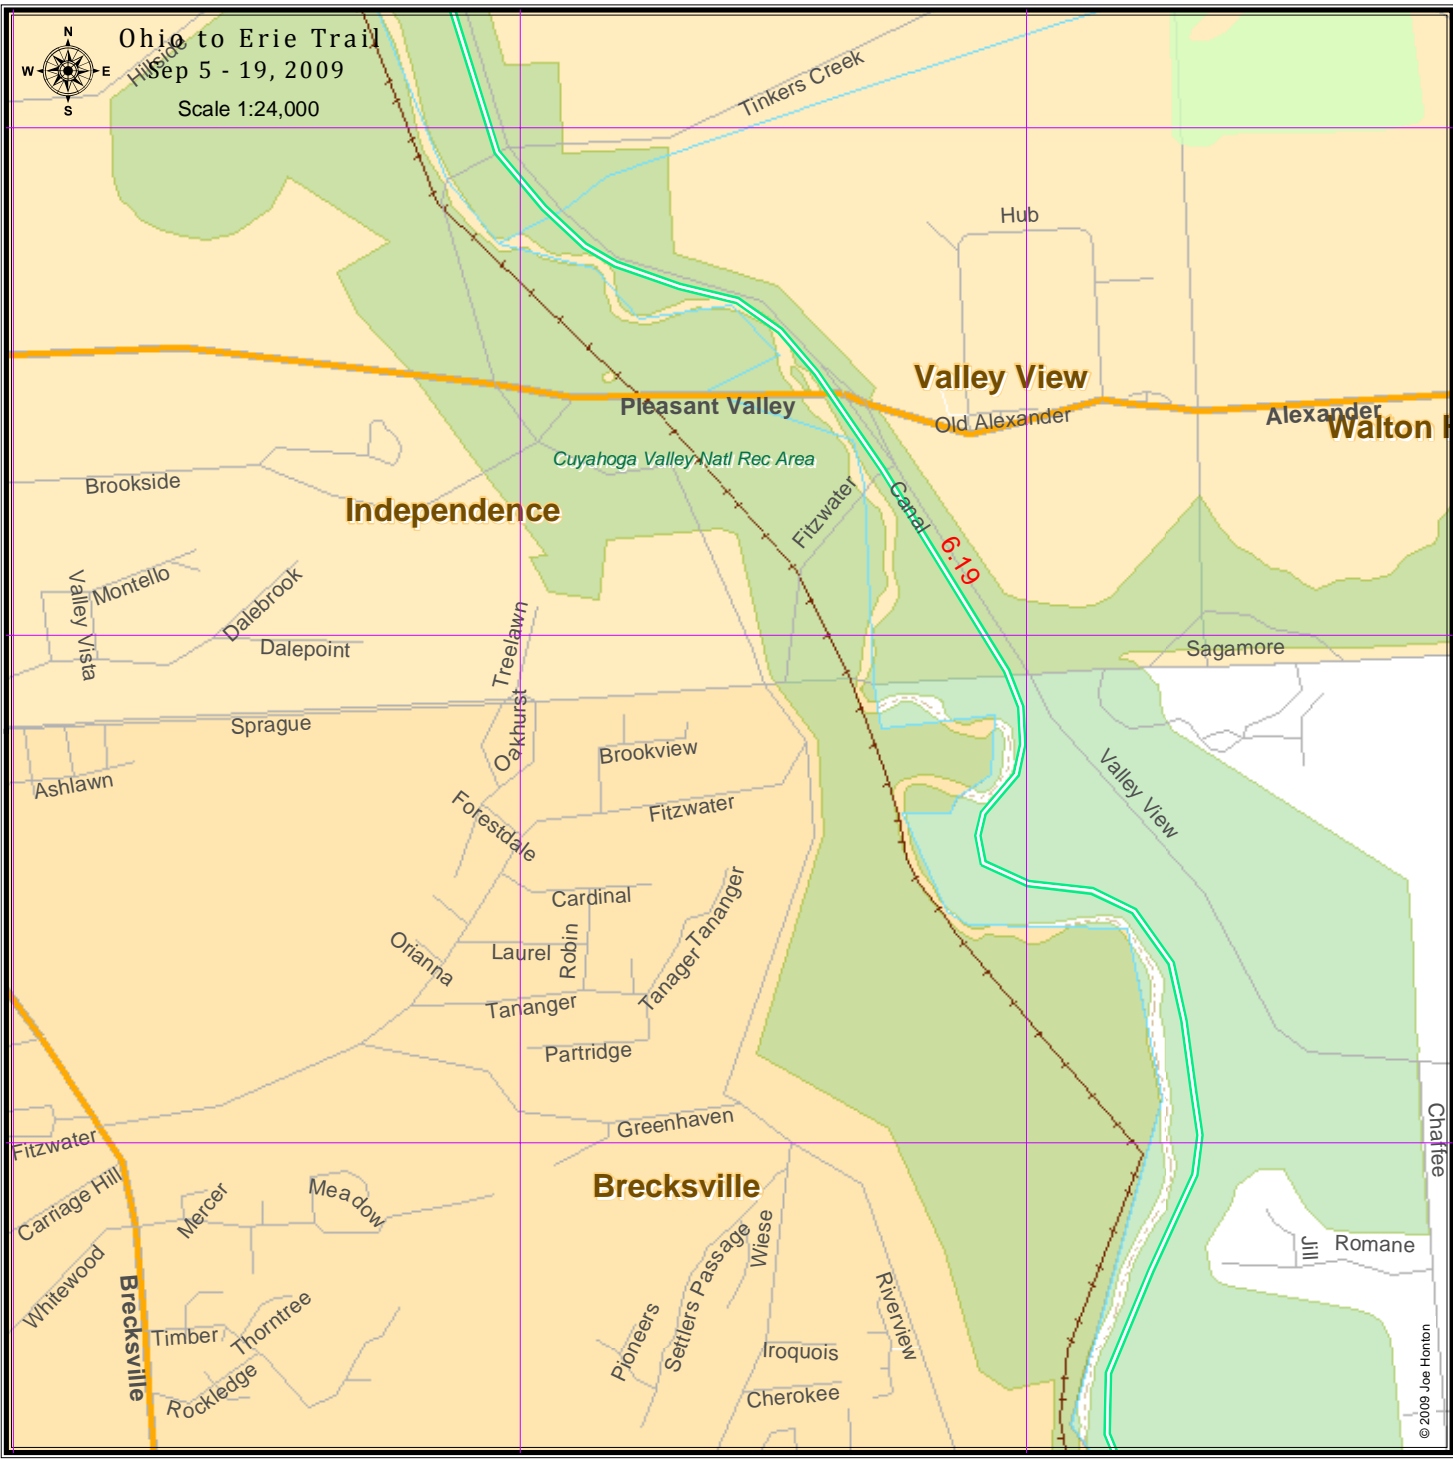 N
W E
S
Ohio to Erie Trail
Sep 5 - 19, 2009
Scale 1:24,000
Hillside
Tinkers Creek
Hub
Valley View
Pleasant Valley
Old Alexander
Alexander
Walton H
Cuyahoga Valley Natl Rec Area
Brookside
Independence
Fitzwater
Canal
6.19
Montello
Valley Vista
Dalebrook
Dalepoint
Treelawn
Sagamore
Sprague
Oakhurst
Brookview
Ashlawn
Forestdale
Fitzwater
Valley View
Cardinal
Tananger
Orianna
Laurel
Robin
Tanager
Tananger
Partridge
Greenhaven
Fitzwater
Chaffee
Carriage Hill
Mercer
Meadow
Brecksville
Whitewood
Settlers Passage
Wiese
Jill
Romane
Brecksville
Timber
Thorntree
Pioneers
Riverview
Iroquois
Rockledge
Cherokee
© 2009 Joe Honton